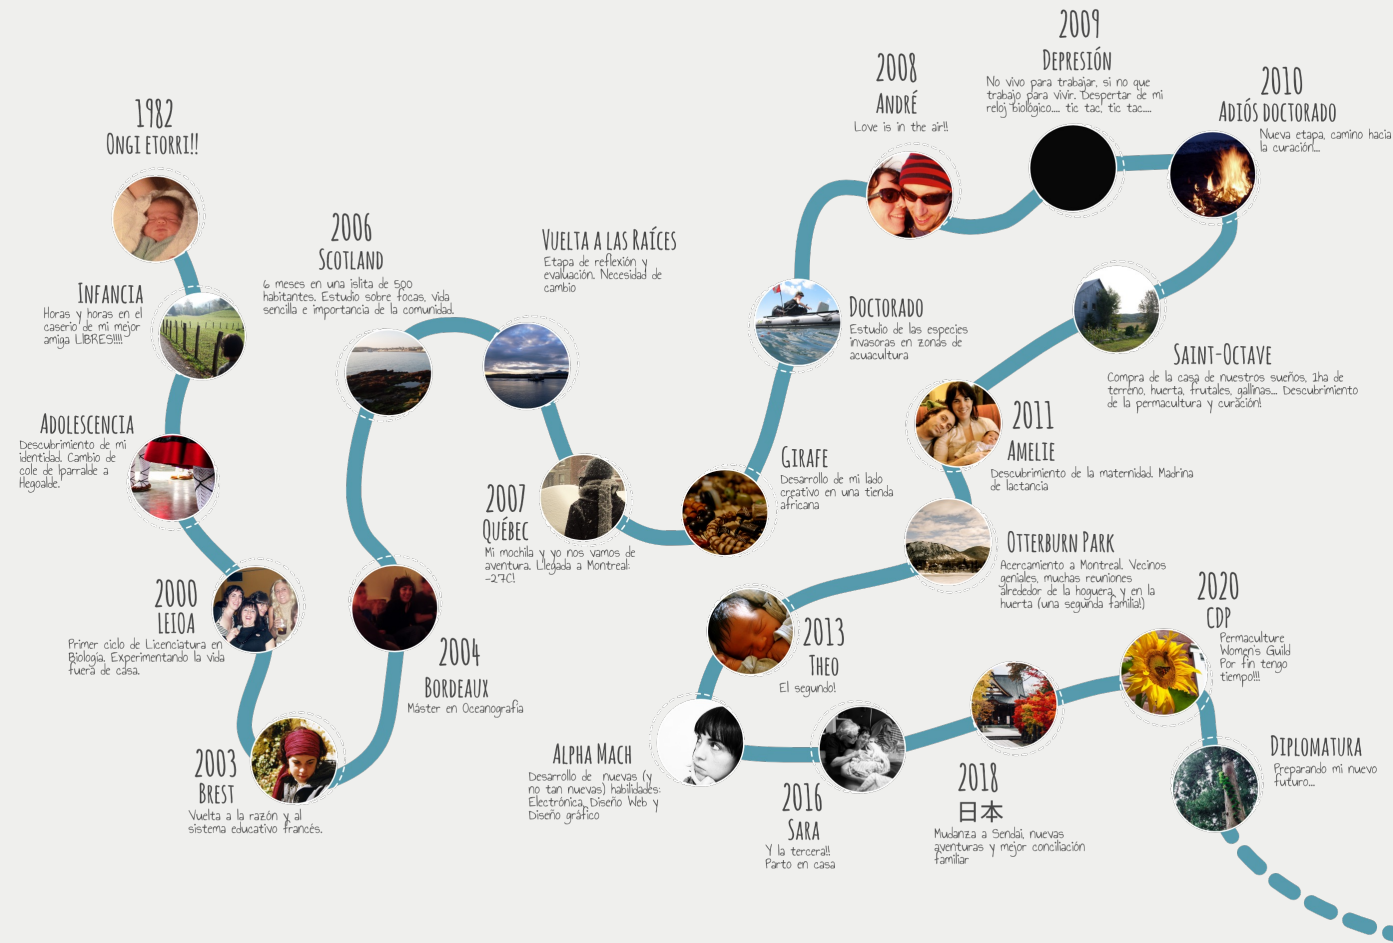 1982
ONGI ETORRI!!
INFANCIA
Horas y horas en el
caserio de mi mejor
amiga LIBRES!!!!
ADOLESCENCIA
Descubrimiento de mi
identidad. Cambio de
cole de Iparralde a
Hegoalde.
2000
LEIOA
Primer ciclo de Licenciatura en
Biologia. Experimentando la vida
fuera de casa.
2003
BREST
Vuelta a la razón y al
sistema educativo francés.
2004
BORDEAUX
Máster en Oceanografía
2006
SCOTLAND
6 meses en una islita de 500
habitantes. Estudio sobre focas, vida
sencilla e importancia de la comunidad.
VUELTA A LAS RAÍCES
Etapa de reflexión y
evaluación. Necesidad de
cambio
2007
QUÉBEC
Mi mochila y yo nos vamos de
aventura. Llegada a Montreal:
-27C!
GIRAFE
Desarrollo de mi lado
creativo en una tienda
africana
DOCTORADO
Estudio de las especies
invasoras en zonas de
acuacultura
2008
ANDRÉ
Love is in the air!!
2009
DEPRESIÓN
No vivo para trabajar, si no que
trabajo para vivir. Despertar de mi
reloj biológico.... tic tac, tic tac....
2010
ADIÓS DOCTORADO
Nueva etapa, camino hacia
la curación...
SAINT-OCTAVE
Compra de la casa de nuestros sueños, 1ha de
terreno, huerta, frutales, gallinas... Descubrimiento
de la permacultura y curación!
2011
AMELIE
Descubrimiento de la maternidad. Madrina
de lactancia
OTTERBURN PARK
Acercamiento a Montreal. Vecinos
geniales, muchas reuniones
alrededor de la hoguera, y en la
huerta (una segunda familia!)
2013
THEO
El segundo!
ALPHA MACH
Desarrollo de nuevas (y
no tan nuevas) habilidades:
Electrónica, Diseño Web y
Diseño gráfico
2016
SARA
Y la tercera!!
Parto en casa
2018
日本
Mudanza a Sendai, nuevas
aventuras y mejor conciliación
familiar
2020
CDP
Permaculture
Women's Guild
Por fin tengo
tiempo!!!
DIPLOMATURA
Preparando mi nuevo
futuro...